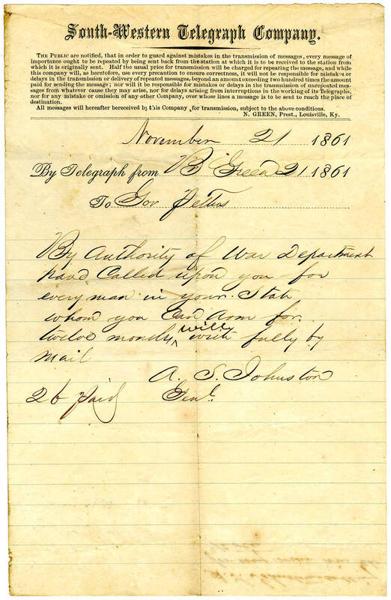 South-Western Telegraph Company.
THE PUBLIC are notified, that in order to guard against mistakes in the transmission of messages, every message of
importance ought to be repeated by being sent back from the station at which it is to be received to the station from
which it is originally sent. Half the usual price for transmission will be charged for repeating the message, and while
this company will, as heretofore, use every precaution to ensure correctness, it will not be responsible for mistakes or
delays in the transmission or delivery of repeated messages, beyond an amount exceeding two hundred times the amount
paid for sending the message; nor will it be responsible for mistakes or delays in the transmission of unrepeated mes-
sages from whatever cause they may arise, nor for delays arising from interruptions in the working of its Telegraphs,
nor for any mistake or omission of any other Company, over whose lines a message is to be sent to reach the place of
destination.
All messages will hereafter be received by this Company for transmission, subject to the above conditions.
N. GREEN, Prest., Louisville, Ky.
November 21 1861
By Telegraph from B Green 21 1861
To Gov Pettus
By Authority of War Department
have Called upon you for
every man in your State
whom you can arm for
twelve months will
write fully by
mail
A. S. Johnston
26 paid Genl